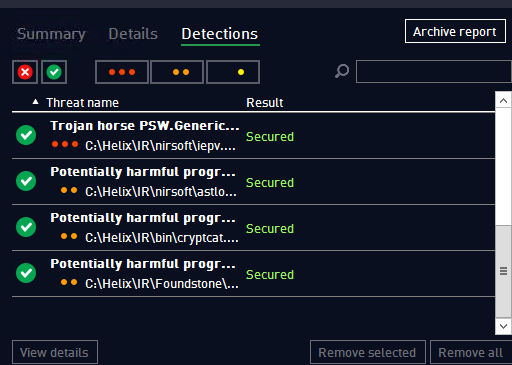 Summary Details Detections Archive report
Threat name Result
Trojan horse PSW.Generic...
C:\Helix\IR\nirsoft\iepv.... Secured
Potentially harmful progr...
C:\Helix\IR\nirsoft\astlo... Secured
Potentially harmful progr...
C:\Helix\IR\bin\cryptcat.... Secured
Potentially harmful progr...
C:\Helix\IR\Foundstone\... Secured
View details Remove selected Remove all